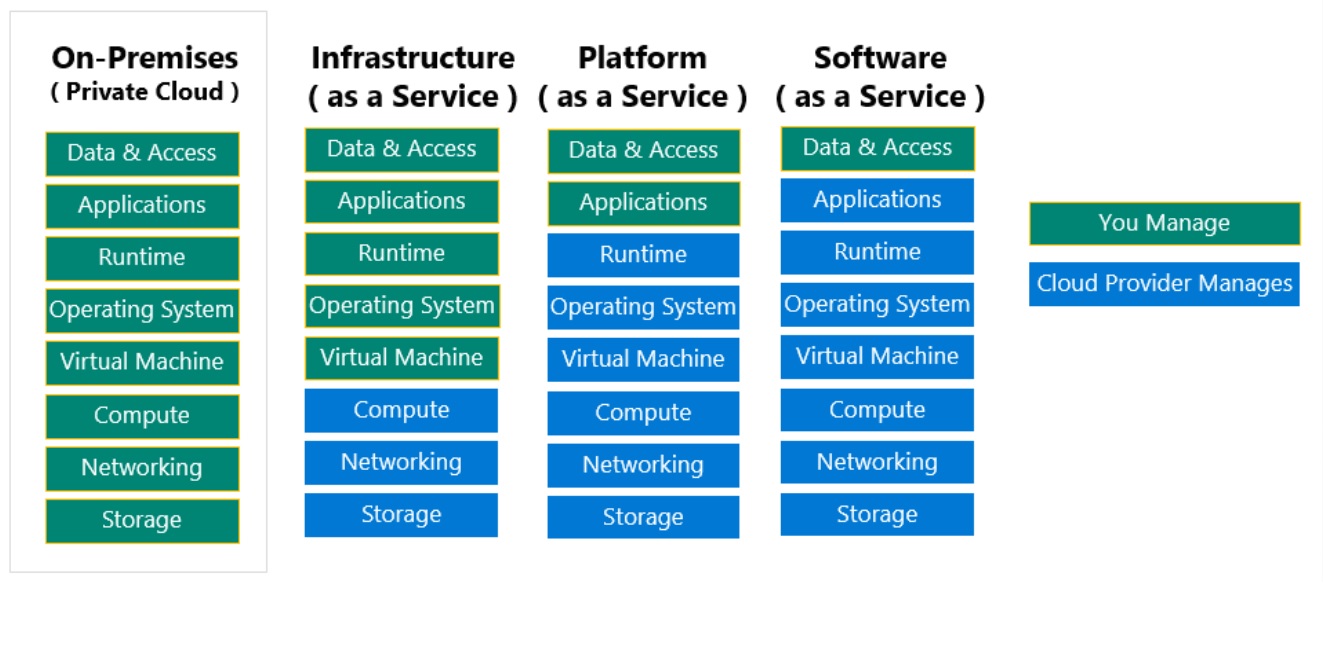 On-Premises
( Private Cloud )
Data & Access
Applications
Runtime
Operating System
Virtual Machine
Compute
Networking
Storage
Infrastructure
( as a Service )
Data & Access
Applications
Runtime
Operating System
Virtual Machine
Compute
Networking
Storage
Platform
( as a Service )
Data & Access
Applications
Runtime
Operating System
Virtual Machine
Compute
Networking
Storage
Software
( as a Service )
Data & Access
Applications
Runtime
Operating System
Virtual Machine
Compute
Networking
Storage
You Manage
Cloud Provider Manages